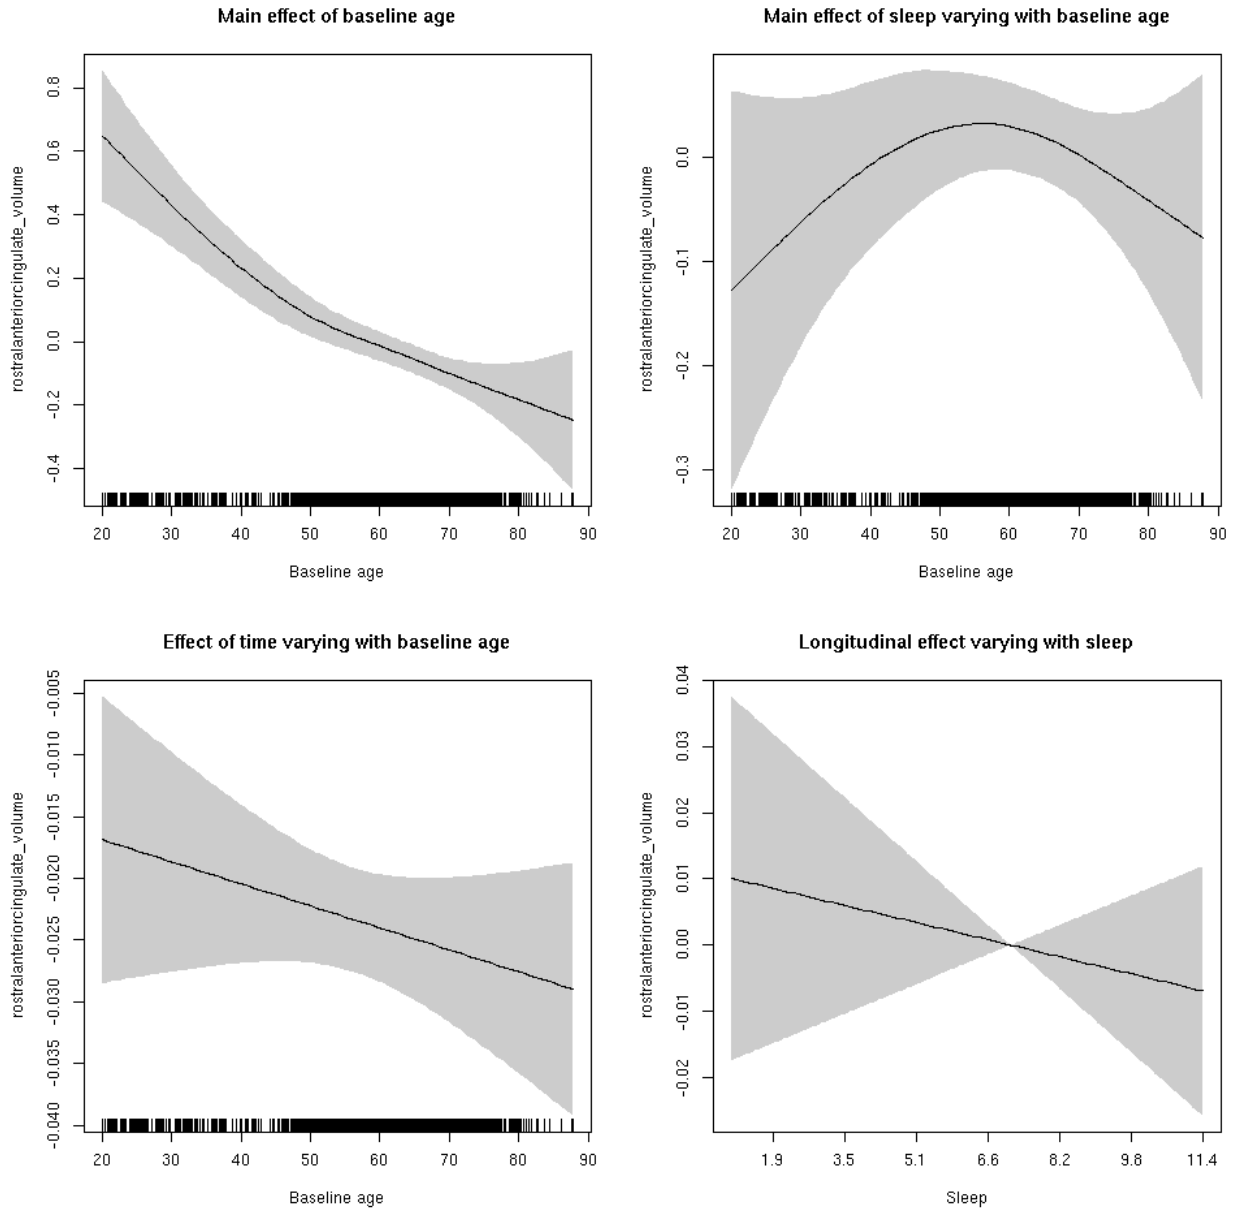 Main effect of baseline age
rostralanteriorcingulate_volume
0.8
0.6
0.4
0.2
0.0
-0.2
-0.4
20 30 40 50 60 70 80 90
Baseline age
Main effect of sleep varying with baseline age
rostralanteriorcingulate_volume
0.0
-0.1
-0.2
-0.3
20 30 40 50 60 70 80 90
Baseline age
Effect of time varying with baseline age
rostralanteriorcingulate_volume
-0.005
-0.010
-0.015
-0.020
-0.025
-0.030
-0.035
-0.040
20 30 40 50 60 70 80 90
Baseline age
Longitudinal effect varying with sleep
rostralanteriorcingulate_volume
0.04
0.03
0.02
0.01
0.00
-0.01
-0.02
1.9 3.5 5.1 6.6 8.2 9.8 11.4
Sleep